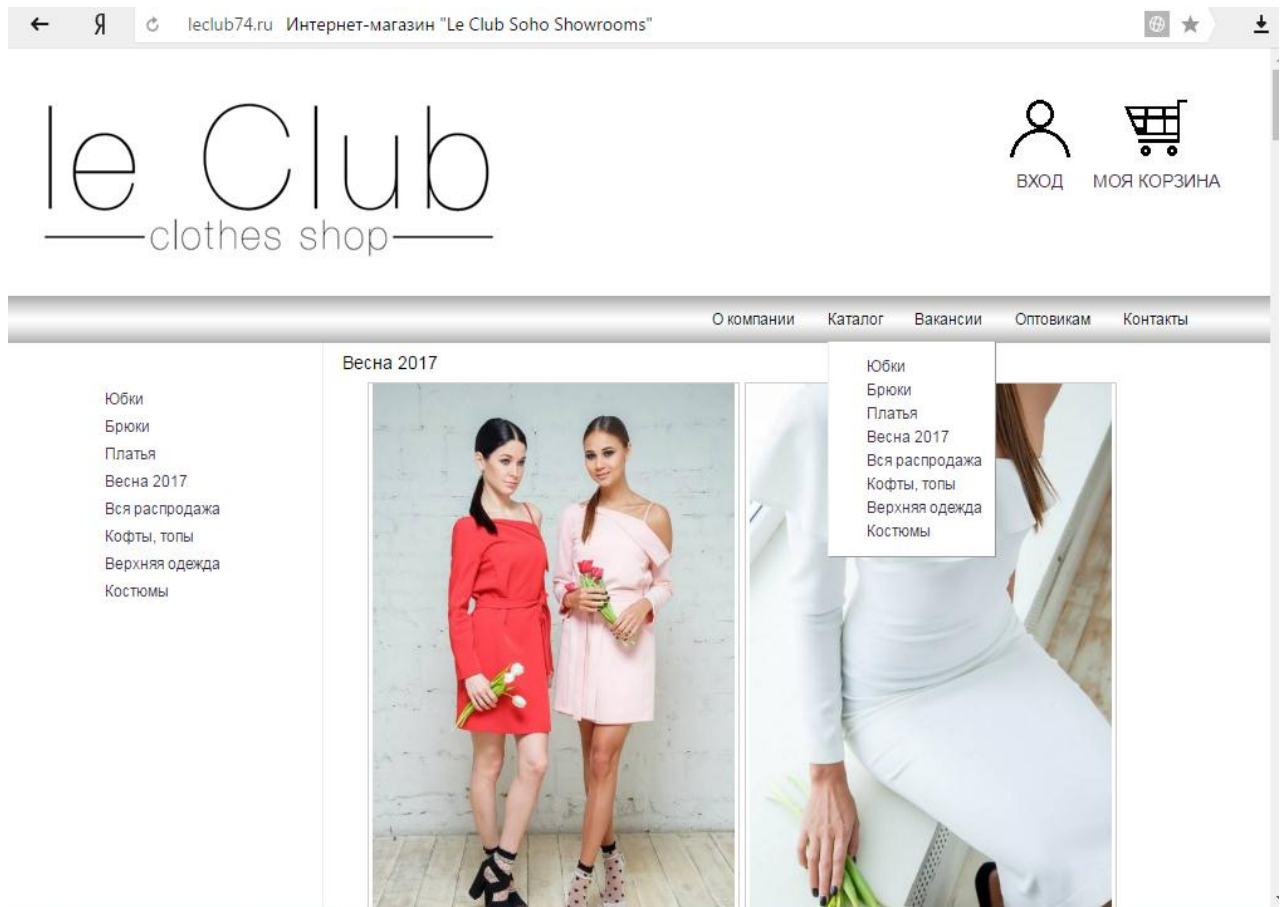 Я leclub74.ru Интернет-магазин "Le Club Soho Showrooms"
le Club
clothes shop
ВХОД МОЯ КОРЗИНА
О компании Каталог Вакансии Оптовикам Контакты
Юбки
Брюки
Платья
Весна 2017
Вся распродажа
Кофты, топы
Верхняя одежда
Костюмы
Весна 2017
Юбки
Брюки
Платья
Весна 2017
Вся распродажа
Кофты, топы
Верхняя одежда
Костюмы